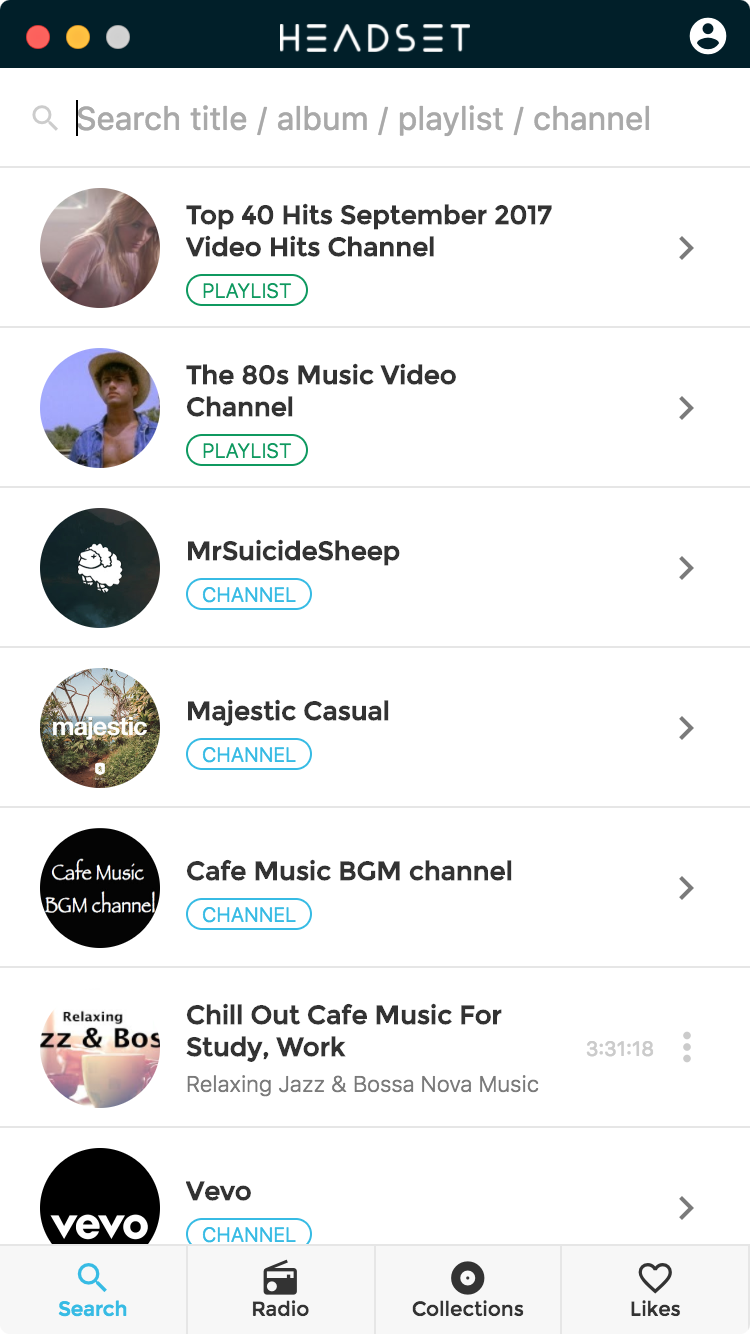 HEADSET
Search title / album / playlist / channel
Top 40 Hits September 2017
Video Hits Channel
PLAYLIST
The 80s Music Video
Channel
PLAYLIST
MrSuicideSheep
CHANNEL
majestic
Majestic Casual
CHANNEL
Cafe Music
BGM channel
Cafe Music BGM channel
CHANNEL
Relaxing
zz & Bos
Chill Out Cafe Music For
Study, Work
3:31:18
Relaxing Jazz & Bossa Nova Music
vevo
Vevo
CHANNEL
Search
Radio
Collections
Likes